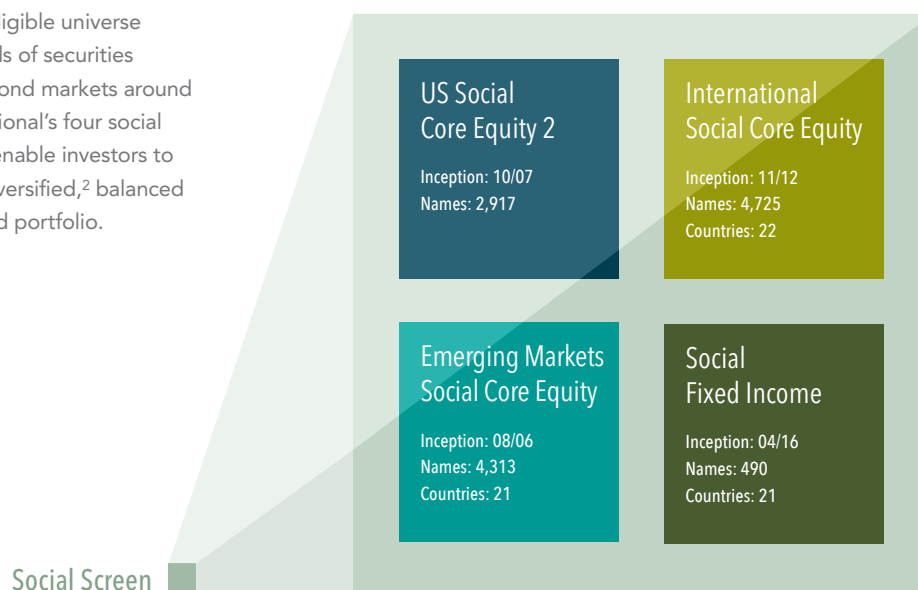 ligible universe
ls of securities
ond markets around
ional's four social
enable investors to
versified,² balanced
d portfolio.
US Social
Core Equity 2
Inception: 10/07
Names: 2,917
International
Social Core Equity
Inception: 11/12
Names: 4,725
Countries: 22
Emerging Markets
Social Core Equity
Inception: 08/06
Names: 4,313
Countries: 21
Social
Fixed Income
Inception: 04/16
Names: 490
Countries: 21
Social Screen